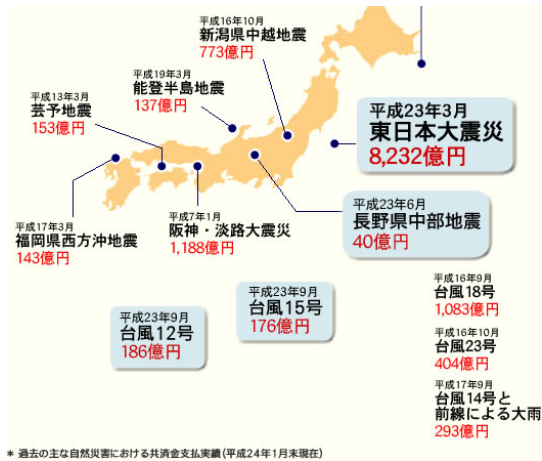 平成16年10月
新潟県中越地震
773億円
平成19年3月
能登半島地震
137億円
平成13年3月
芸予地震
153億円
平成23年3月
東日本大震災
8,232億円
平成23年6月
長野県中部地震
40億円
平成17年3月
福岡県西方沖地震
143億円
平成7年1月
阪神・淡路大震災
1,188億円
平成23年9月
台風12号
186億円
平成23年9月
台風15号
176億円
平成16年9月
台風18号
1,083億円
平成16年10月
台風23号
404億円
平成17年9月
台風14号と
前線による大雨
293億円
* 過去の主な自然災害における共済金支払実績(平成24年1月末現在)